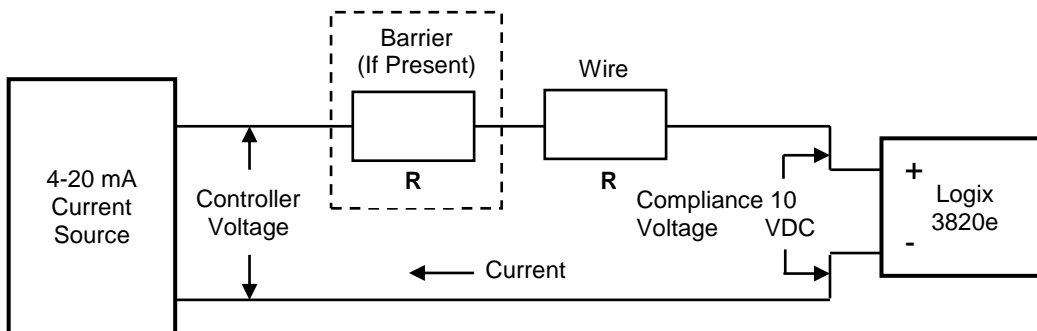 Barrier
(If Present)
Wire
R
R
4-20 mA
Current
Source
Controller
Voltage
Compliance 10
Voltage VDC
+
-
Logix
3820e
Current